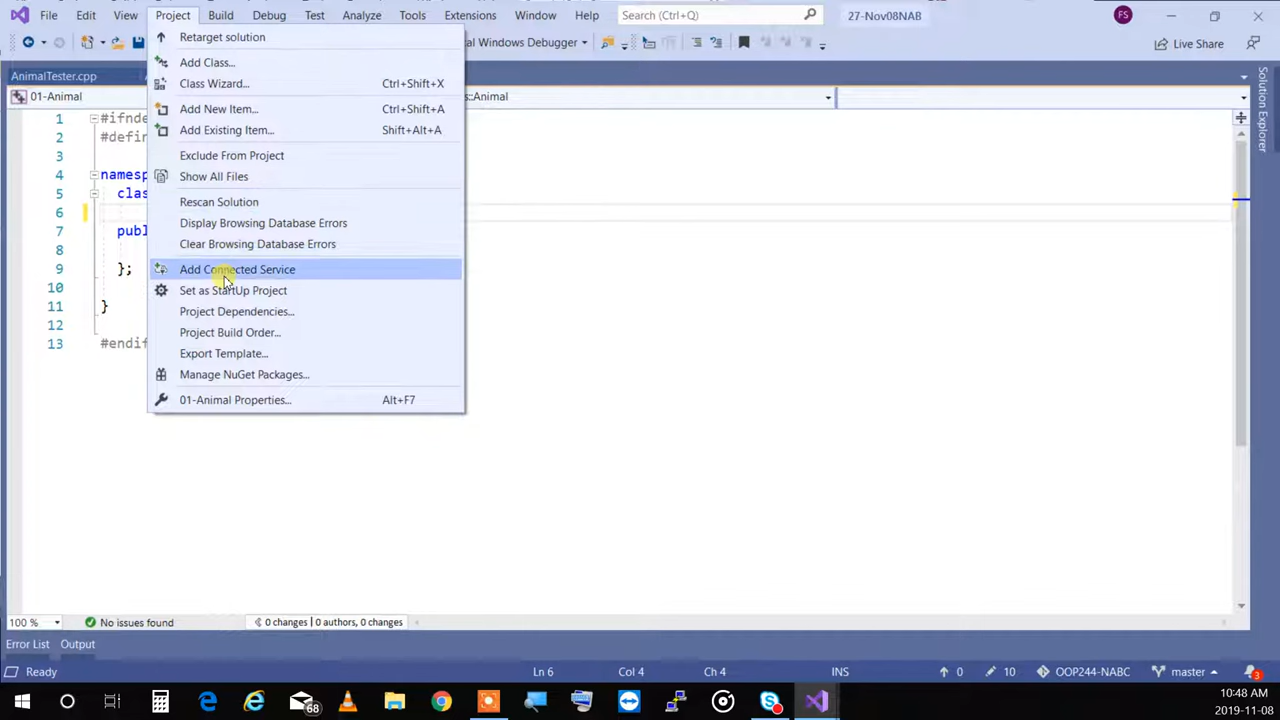 File Edit View Project Build Debug Test Analyze Tools Extensions Window Help Search (Ctrl+Q) 27-Nov08NAB FS
al Windows Debugger Live Share
AnimalTester.cpp
01-Animal ::Animal
Retarget solution
Add Class...
Class Wizard... Ctrl+Shift+X
Add New Item... Ctrl+Shift+A
Add Existing Item... Shift+Alt+A
Exclude From Project
Show All Files
Rescan Solution
Display Browsing Database Errors
Clear Browsing Database Errors
Add Connected Service
Set as StartUp Project
Project Dependencies...
Project Build Order...
Export Template...
Manage NuGet Packages...
01-Animal Properties... Alt+F7
1 #ifnde
2 #defin
3
4 namesp
5 clas
6
7 publ
8
9 };
10
11 }
12
13 #endif
Solution Explorer
100 % No issues found 0 changes | 0 authors, 0 changes
Error List Output
Ready Ln 6 Col 4 Ch 4 INS 0 10 OOP244-NABC master 3
68
10:48 AM
2019-11-08